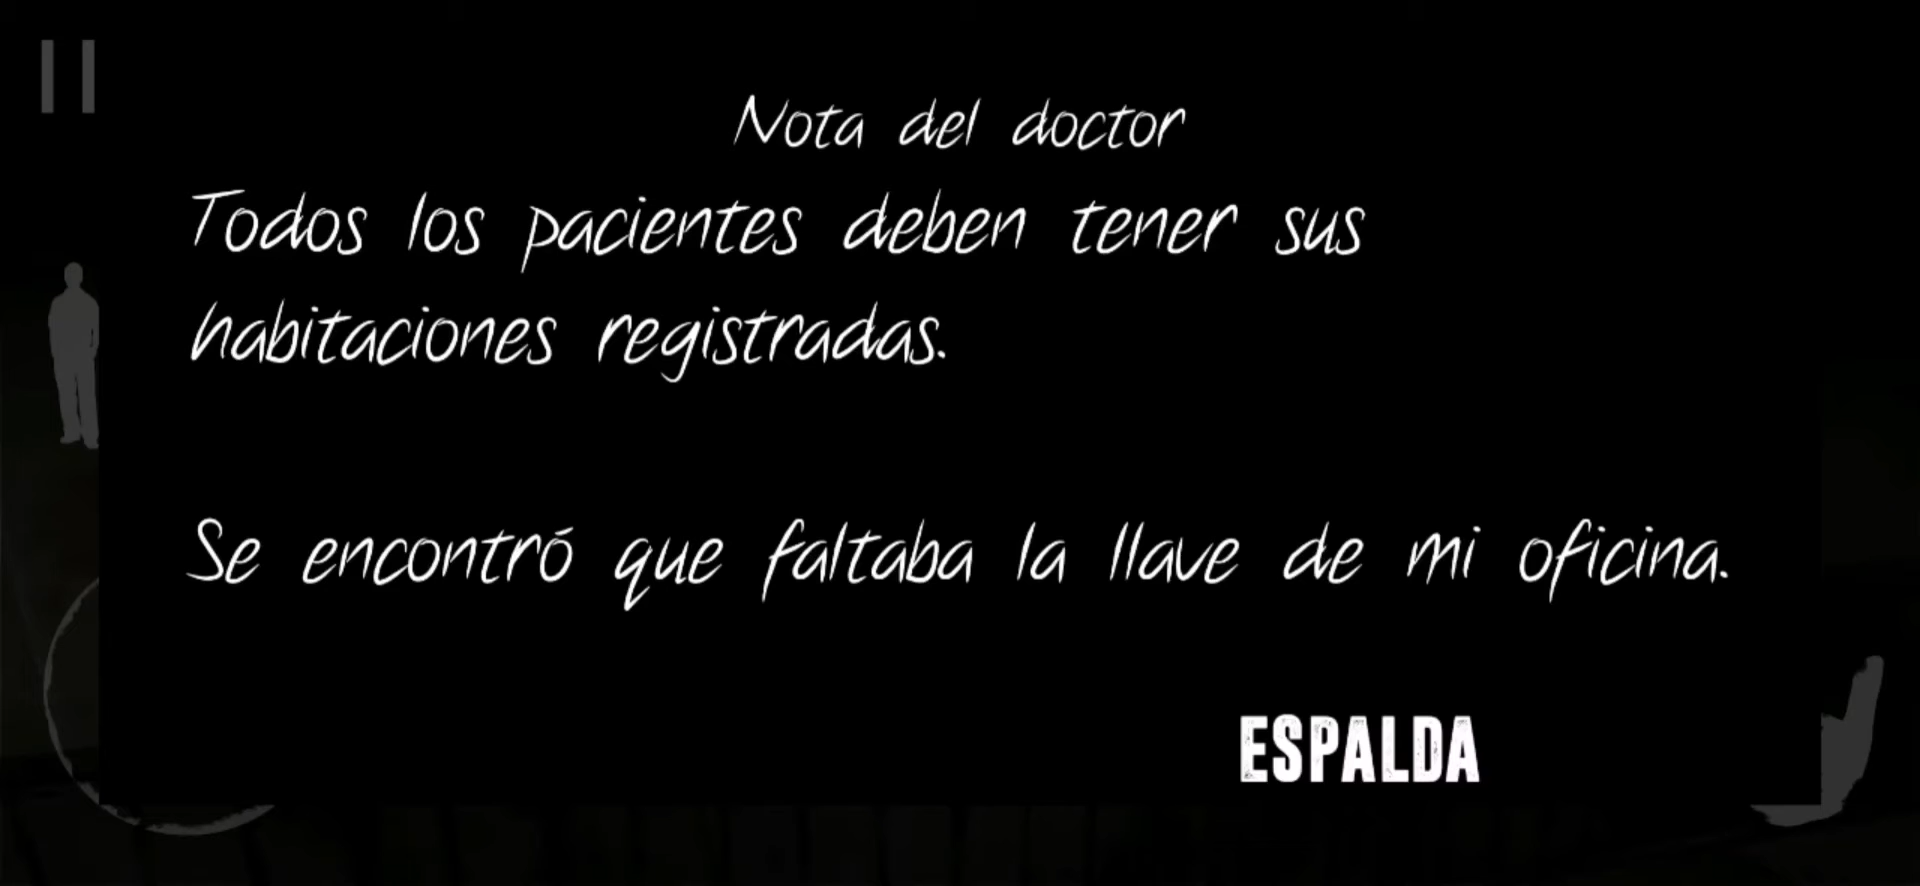 Nota del doctor
Todos los pacientes deben tener sus
habitaciones registradas.
Se encontró que faltaba la llave de mi oficina.
ESPALDA